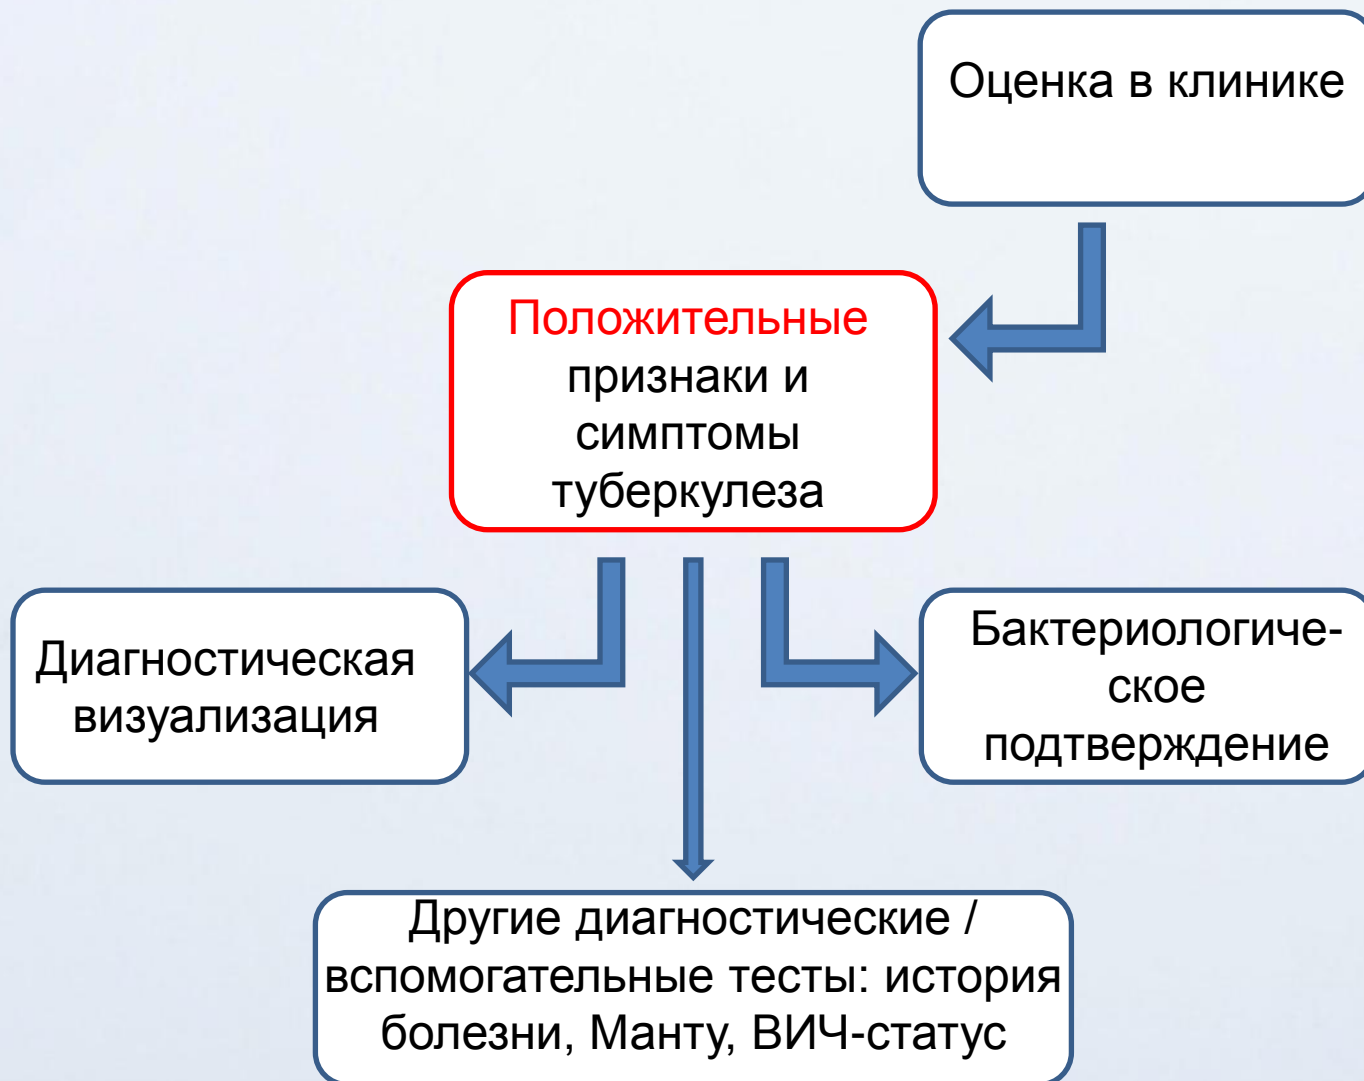 Оценка в клинике
Положительные
признаки и
симптомы
туберкулеза
Диагностическая
визуализация
Бактериологиче-
ское
подтверждение
Другие диагностические /
вспомогательные тесты: история
болезни, Манту, ВИЧ-статус